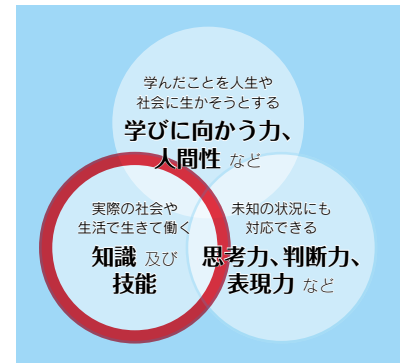 学んだことを人生や
社会に生かそうとする
学びに向かう力、
人間性 など
実際の社会や
生活で生きて働く
知識 及び
技能
未知の状況にも
対応できる
思考力、判断力、
表現力 など